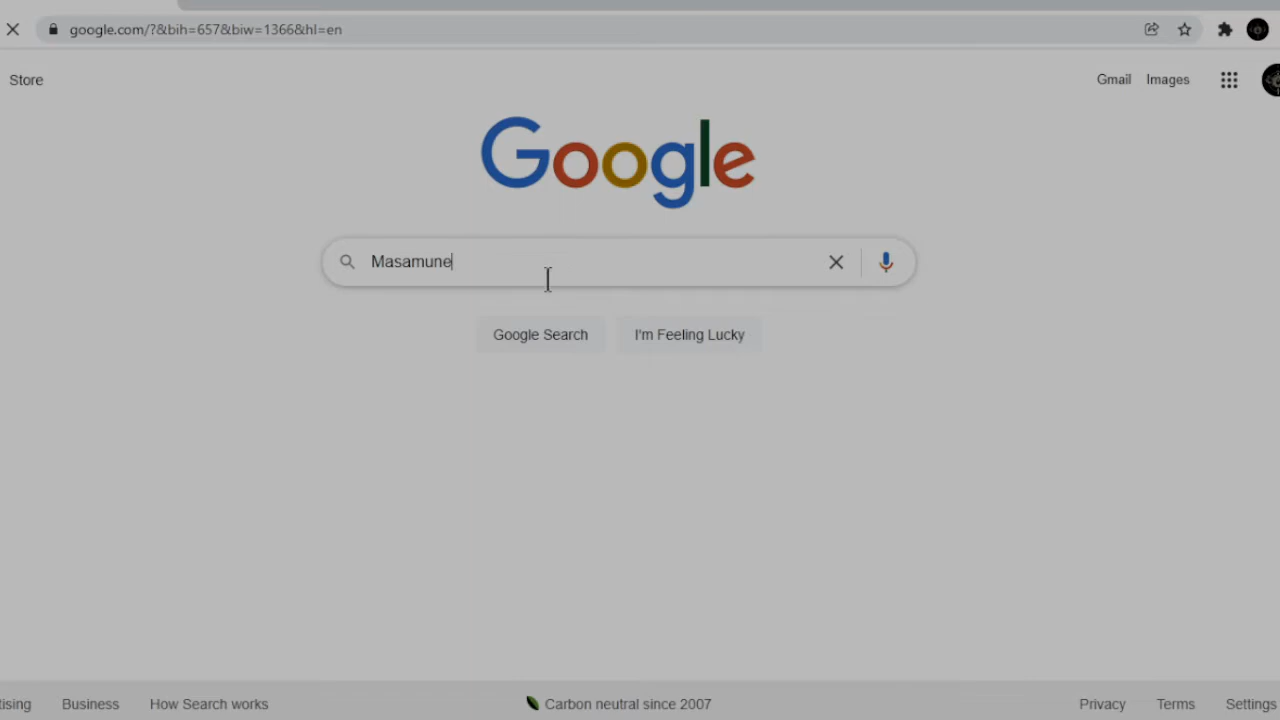 google.com/?&bih=657&biw=1366&hl=en
Store
Gmail Images
Google
Masamune
Google Search I'm Feeling Lucky
tising Business How Search works Carbon neutral since 2007 Privacy Terms Settings